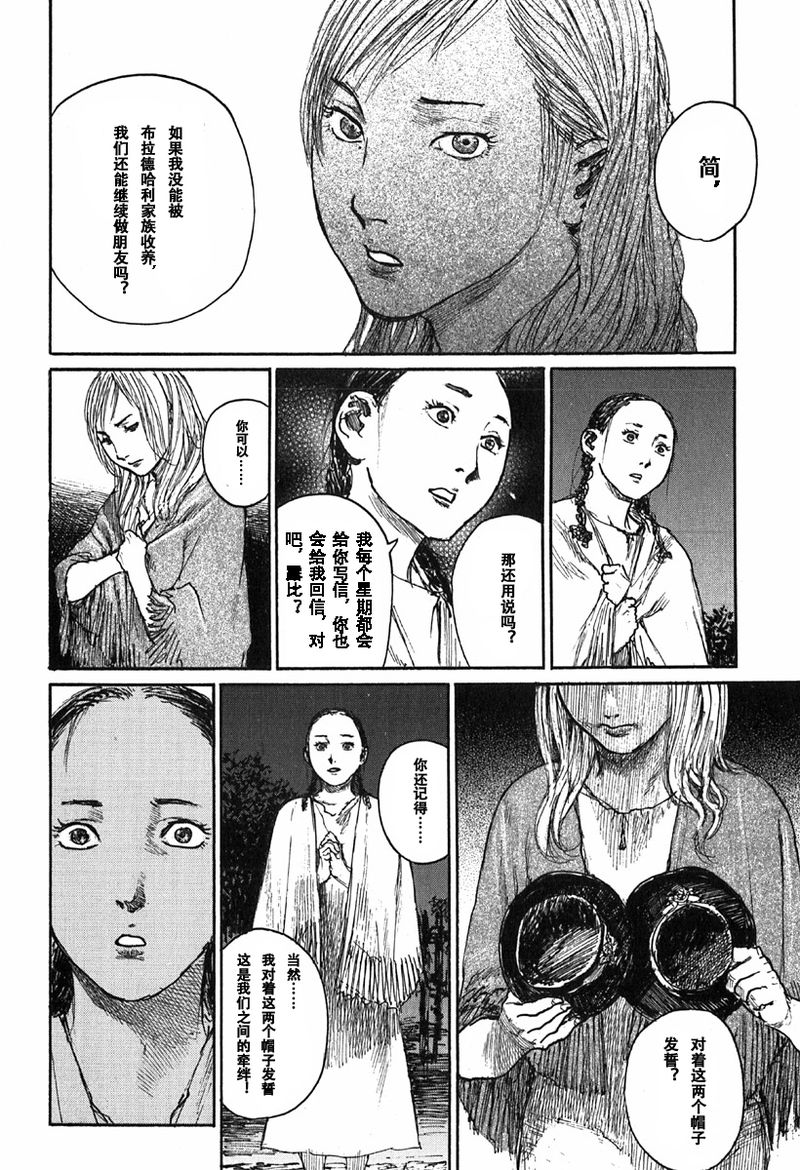 简，
如果我没能被
布拉德哈利家族收养，
我们还能继续做朋友吗？
那还用说吗？
我每个星期都会
给你写信，你也
会给我回信，对
吧，露比？
你可以……
对着这两个帽子
发誓？
你还记得……
当然……
我对着这两个帽子发誓
这是我们之间的牵绊！